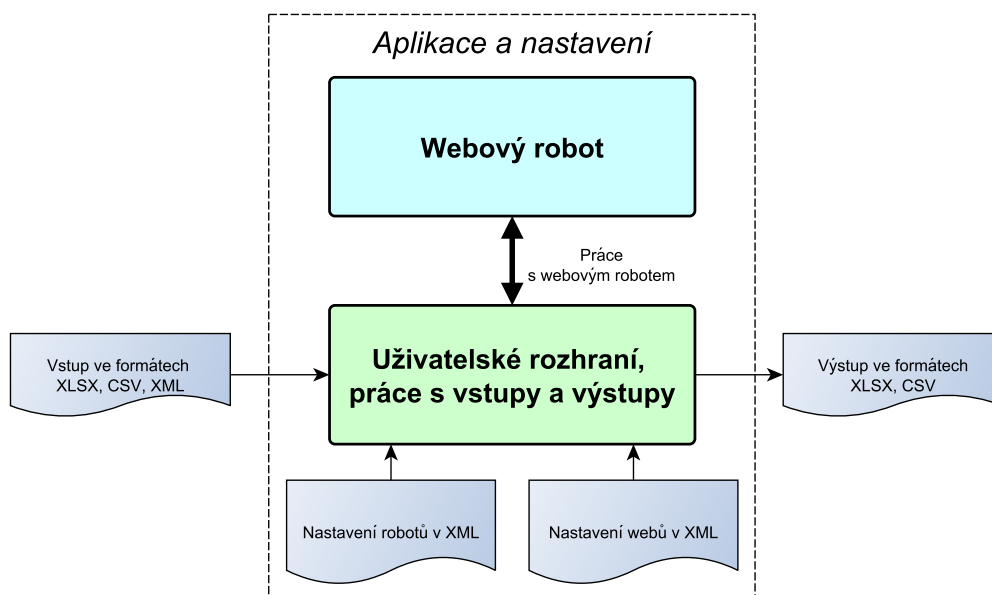 Aplikace a nastavení
Webový robot
Práce
s webovým robotem
Vstup ve formátech
XLSX, CSV, XML
Uživatelské rozhraní,
práce s vstupy a výstupy
Výstup ve formátech
XLSX, CSV
Nastavení robotů v XML
Nastavení webů v XML